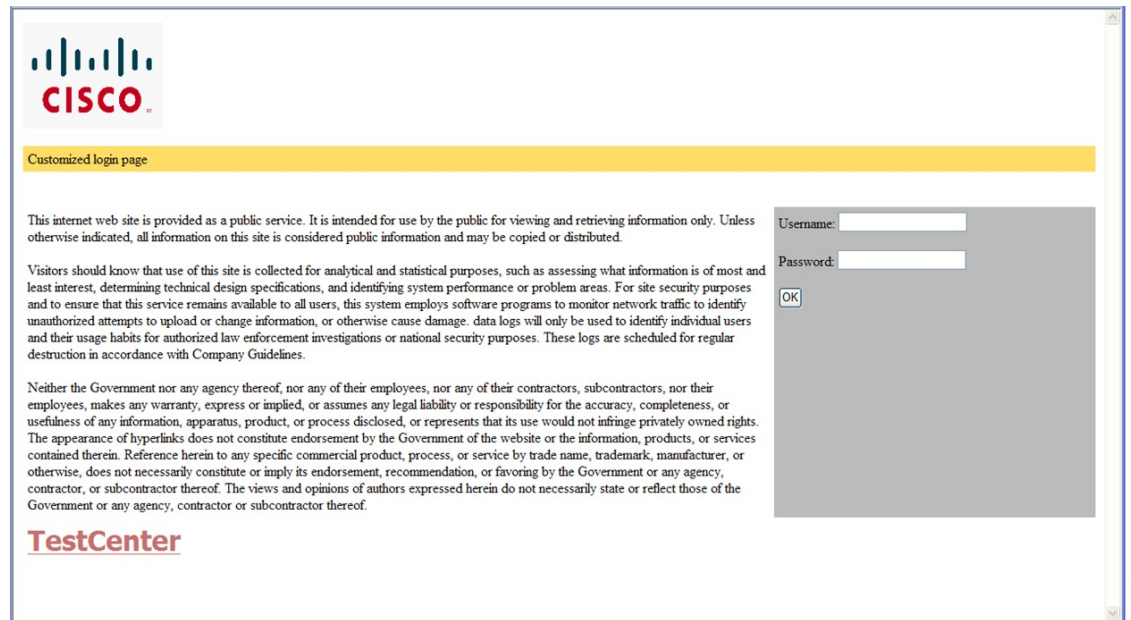 CISCO
Customized login page
This internet web site is provided as a public service. It is intended for use by the public for viewing and retrieving information only. Unless
otherwise indicated, all information on this site is considered public information and may be copied or distributed.
Visitors should know that use of this site is collected for analytical and statistical purposes, such as assessing what information is of most and
least interest, determining technical design specifications, and identifying system performance or problem areas. For site security purposes
and to ensure that this service remains available to all users, this system employs software programs to monitor network traffic to identify
unauthorized attempts to upload or change information, or otherwise cause damage. data logs will only be used to identify individual users
and their usage habits for authorized law enforcement investigations or national security purposes. These logs are scheduled for regular
destruction in accordance with Company Guidelines.
Neither the Government nor any agency thereof, nor any of their employees, nor any of their contractors, subcontractors, nor their
employees, makes any warranty, express or implied, or assumes any legal liability or responsibility for the accuracy, completeness, or
usefulness of any information, apparatus, product, or process disclosed, or represents that its use would not infringe privately owned rights.
The appearance of hyperlinks does not constitute endorsement by the Government of the website or the information, products, or services
contained therein. Reference herein to any specific commercial product, process, or service by trade name, trademark, manufacturer, or
otherwise, does not necessarily constitute or imply its endorsement, recommendation, or favoring by the Government or any agency,
contractor, or subcontractor thereof. The views and opinions of authors expressed herein do not necessarily state or reflect those of the
Government or any agency, contractor or subcontractor thereof.
TestCenter
Username:
Password:
OK